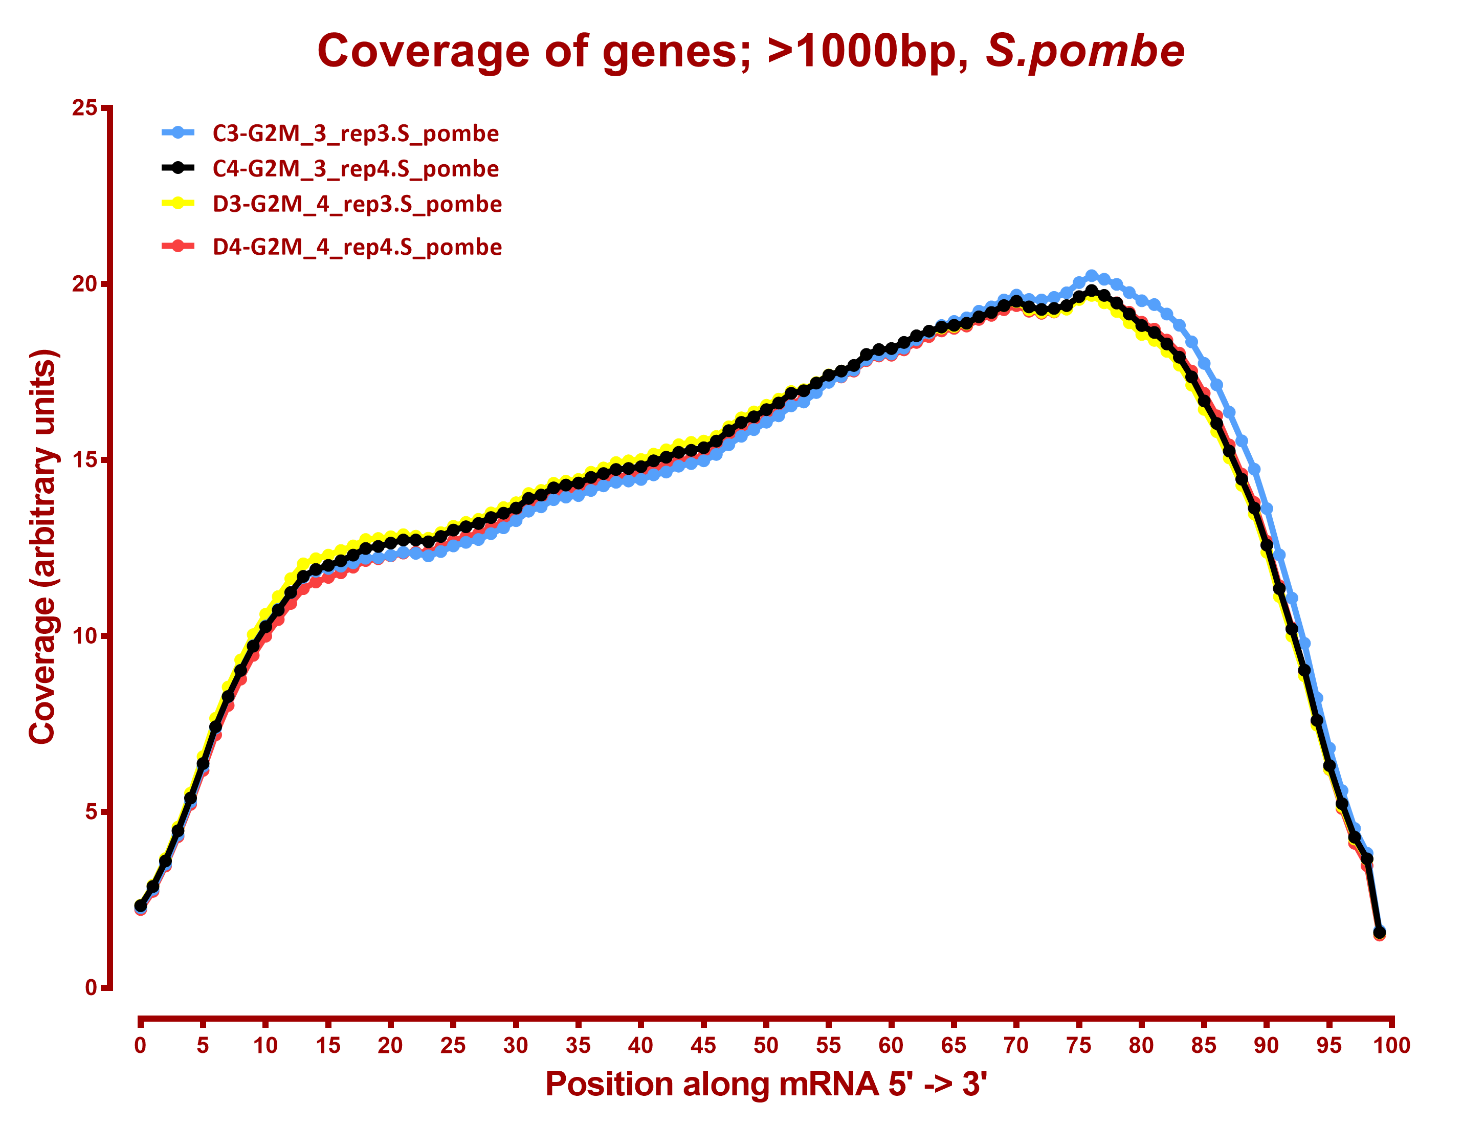 Coverage of genes; >1000bp, S.pombe
C3-G2M_3_rep3.S_pombe
C4-G2M_3_rep4.S_pombe
D3-G2M_4_rep3.S_pombe
D4-G2M_4_rep4.S_pombe
Coverage (arbitrary units)
25
20
15
10
5
0
0 5 10 15 20 25 30 35 40 45 50 55 60 65 70 75 80 85 90 95 100
Position along mRNA 5' -> 3'